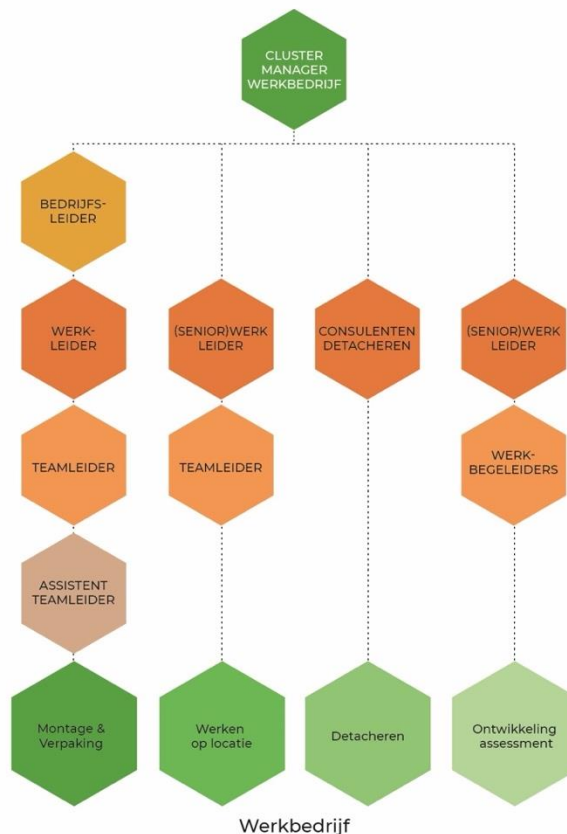 CLUSTER
MANAGER
WERKBEDRIJF
BEDRIJFS-
LEIDER
WERK-
LEIDER
(SENIOR)WERK
LEIDER
CONSULENTEN
DETACHEREN
(SENIOR)WERK
LEIDER
TEAMLEIDER
TEAMLEIDER
WERK-
BEGELEIDERS
ASSISTENT
TEAMLEIDER
Montage &
Verpaking
Werken
op locatie
Detacheren
Ontwikkeling
assessment
Werkbedrijf